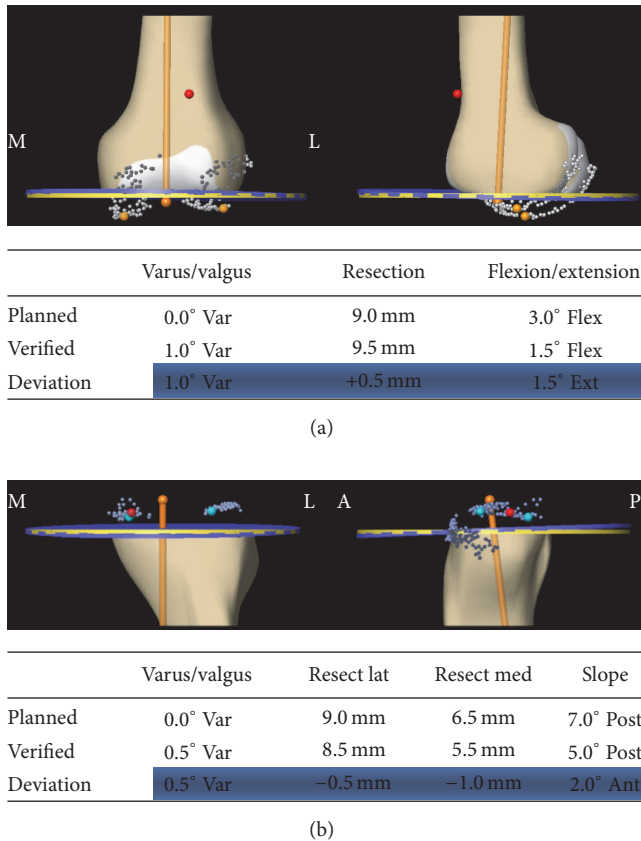 M L
Varus/valgus Resection Flexion/extension
Planned 0.0° Var 9.0 mm 3.0° Flex
Verified 1.0° Var 9.5 mm 1.5° Flex
Deviation 1.0° Var +0.5 mm 1.5° Ext
(a)
M L A P
Varus/valgus Resect lat Resect med Slope
Planned 0.0° Var 9.0 mm 6.5 mm 7.0° Post
Verified 0.5° Var 8.5 mm 5.5 mm 5.0° Post
Deviation 0.5° Var −0.5 mm −1.0 mm 2.0° Ant
(b)